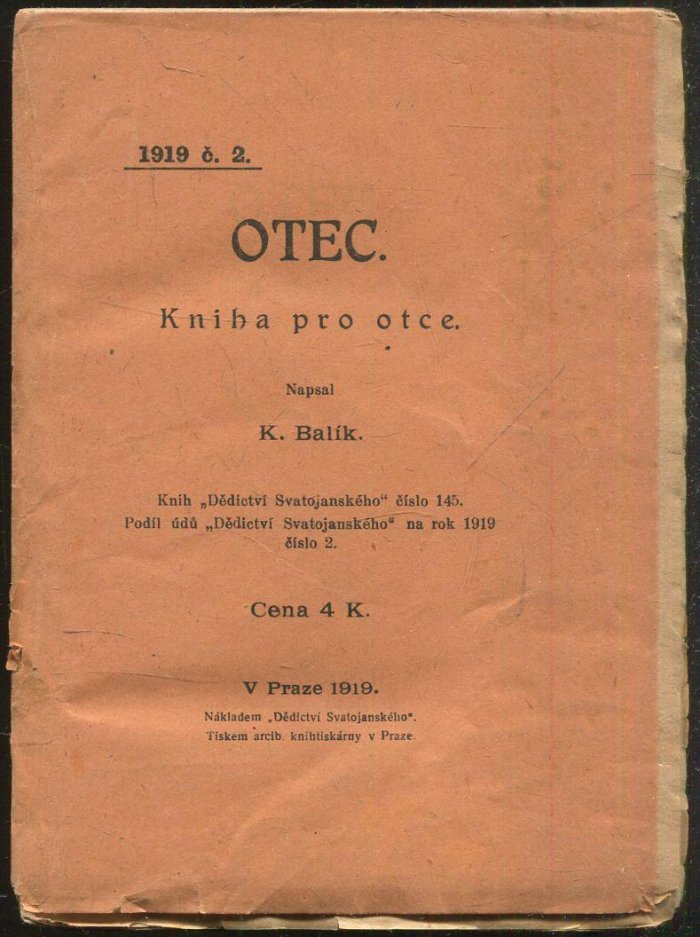 1919 č. 2.
OTEC.
Kniha pro otce.
Napsal
K. Balík.
Knih „Dědictví Svatojanského“ číslo 145.
Podíl údů „Dědictví Svatojanského“ na rok 1919
číslo 2.
Cena 4 K.
V Praze 1919.
Nákladem „Dědictví Svatojanského“.
Tiskem arcib. knihtiskárny v Praze.